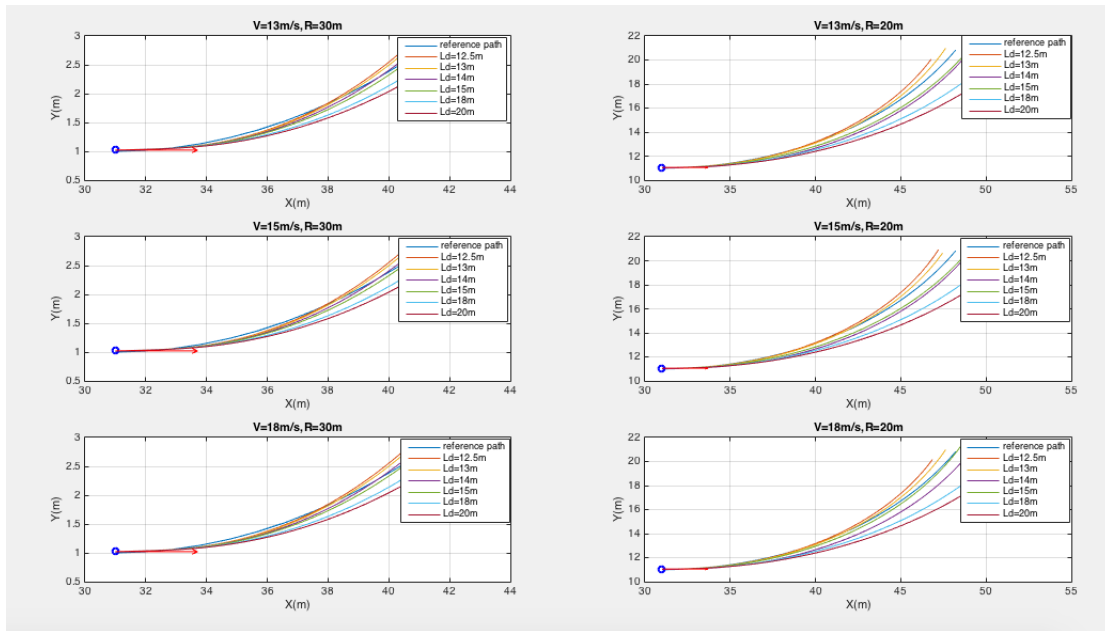 V=13m/s, R=30m
3
2.5
2
1.5
1
0.5
Y(m)
30 32 34 36 38 40 42 44
X(m)
reference path
Ld=12.5m
Ld=13m
Ld=14m
Ld=15m
Ld=18m
Ld=20m
V=13m/s, R=20m
22
20
18
16
14
12
10
Y(m)
30 35 40 45 50 55
X(m)
reference path
Ld=12.5m
Ld=13m
Ld=14m
Ld=15m
Ld=18m
Ld=20m
V=15m/s, R=30m
3
2.5
2
1.5
1
0.5
Y(m)
30 32 34 36 38 40 42 44
X(m)
reference path
Ld=12.5m
Ld=13m
Ld=14m
Ld=15m
Ld=18m
Ld=20m
V=15m/s, R=20m
22
20
18
16
14
12
10
Y(m)
30 35 40 45 50 55
X(m)
reference path
Ld=12.5m
Ld=13m
Ld=14m
Ld=15m
Ld=18m
Ld=20m
V=18m/s, R=30m
3
2.5
2
1.5
1
0.5
Y(m)
30 32 34 36 38 40 42 44
X(m)
reference path
Ld=12.5m
Ld=13m
Ld=14m
Ld=15m
Ld=18m
Ld=20m
V=18m/s, R=20m
22
20
18
16
14
12
10
Y(m)
30 35 40 45 50 55
X(m)
reference path
Ld=12.5m
Ld=13m
Ld=14m
Ld=15m
Ld=18m
Ld=20m